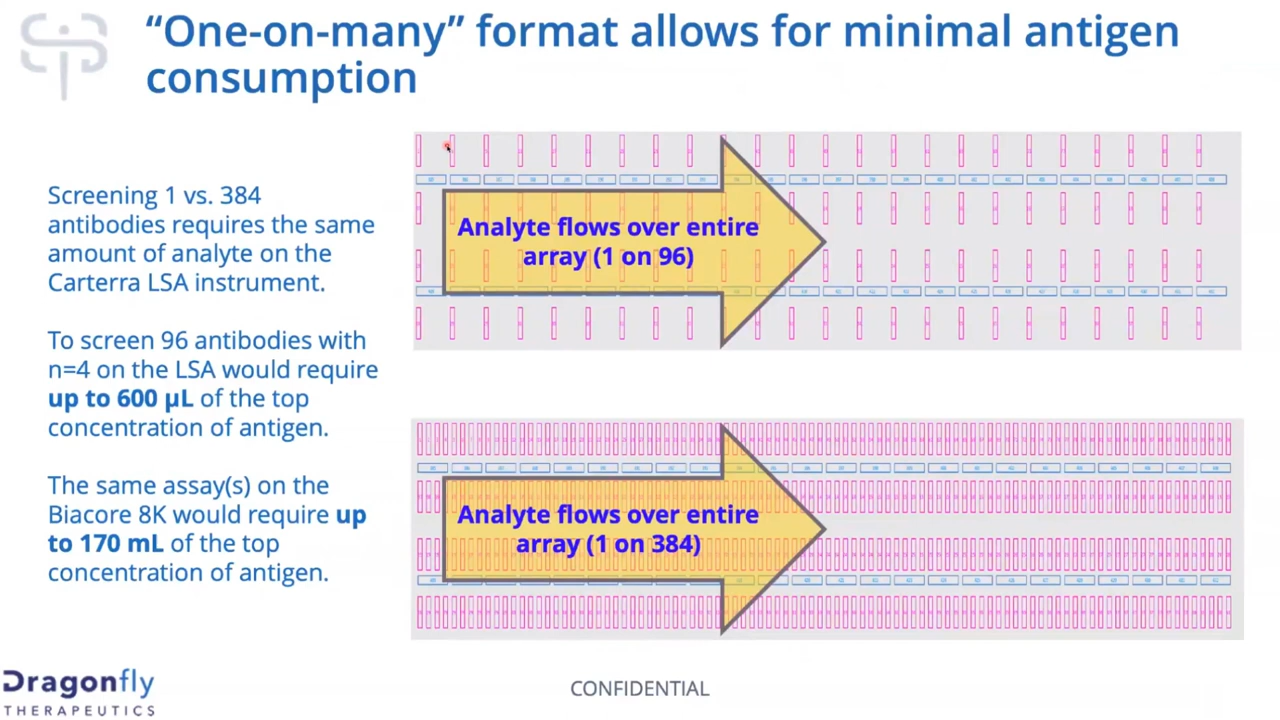 “One-on-many” format allows for minimal antigen
consumption
Screening 1 vs. 384
antibodies requires the same
amount of analyte on the
Carterra LSA instrument.
To screen 96 antibodies with
n=4 on the LSA would require
up to 600 µL of the top
concentration of antigen.
The same assay(s) on the
Biacore 8K would require up
to 170 mL of the top
concentration of antigen.
Analyte flows over entire
array (1 on 96)
Analyte flows over entire
array (1 on 384)
Dragonfly
THERAPEUTICS
CONFIDENTIAL